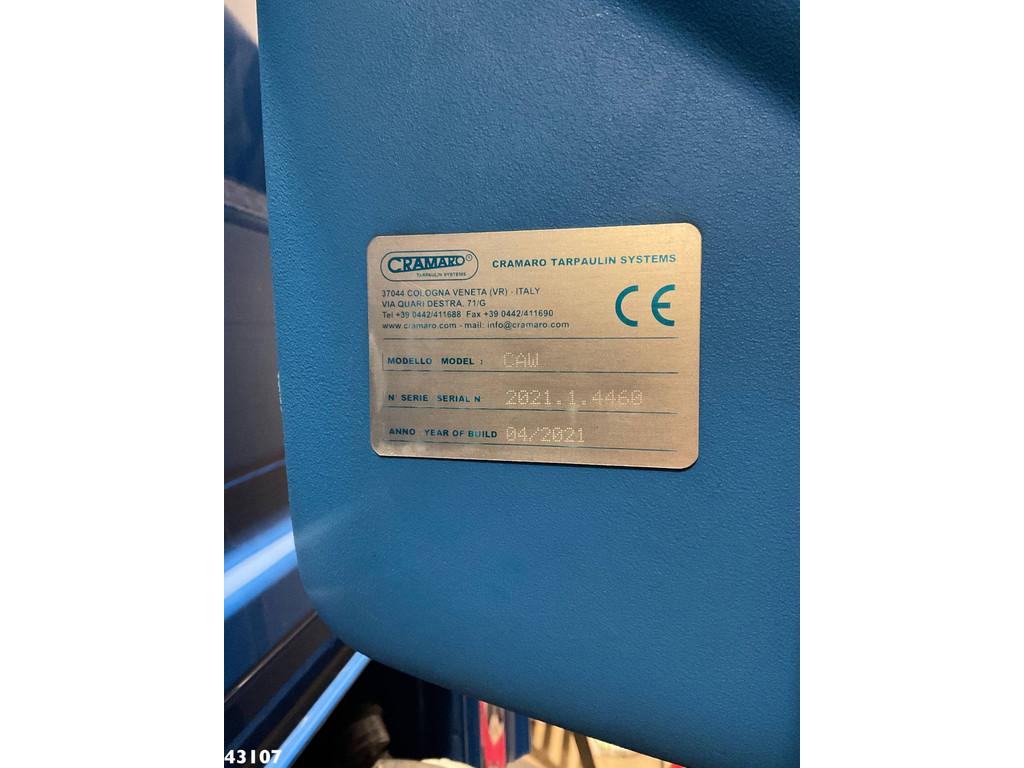 CRAMARO®
TARPAULIN SYSTEMS
CRAMARO TARPAULIN SYSTEMS
37044 COLOGNA VENETA (VR) - ITALY
VIA QUARI DESTRA, 71/G
Tel +39 0442/411688 Fax +39 0442/411690
www.cramaro.com - mail: info@cramaro.com
CE
MODELLO MODEL : CAW
N° SERIE SERIAL N° 2021.1.4460
ANNO YEAR OF BUILD 04/2021
43107